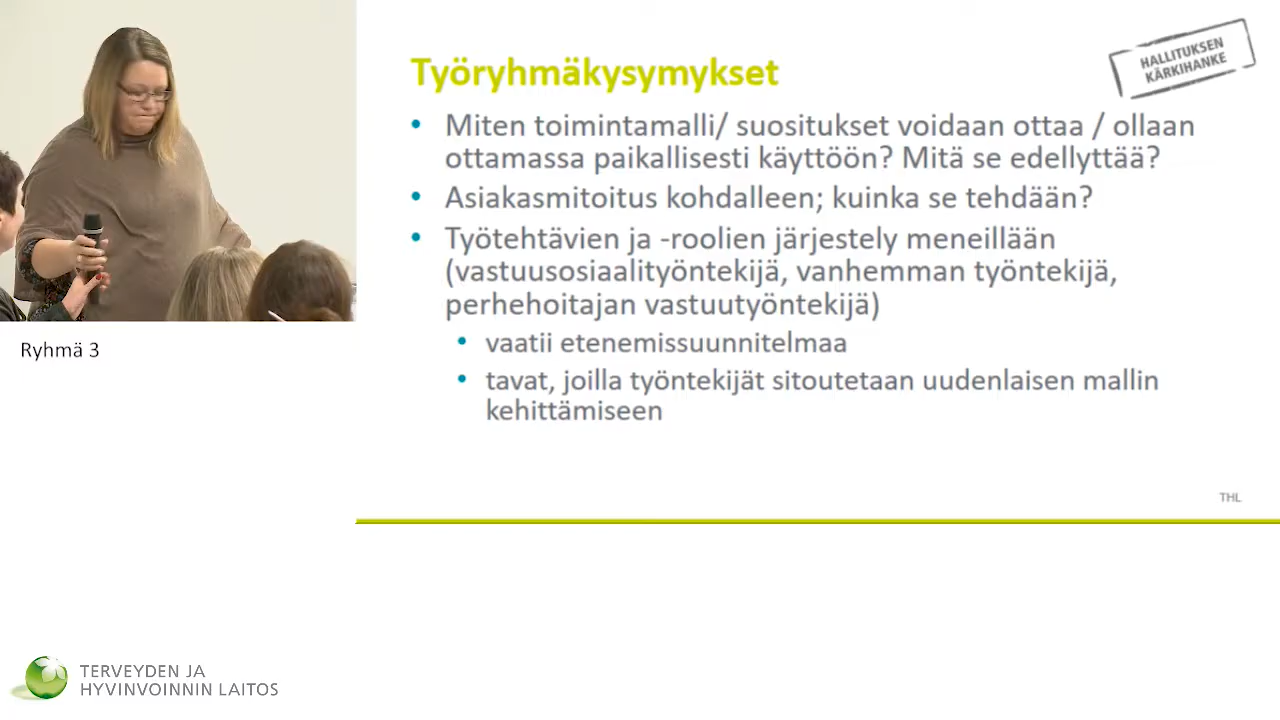 Työryhmäkysymykset
HALLITUKSEN
KÄRKIHANKE
• Miten toimintamalli/ suositukset voidaan ottaa / ollaan
ottamassa paikallisesti käyttöön? Mitä se edellyttää?
• Asiakasmitoitus kohdalleen; kuinka se tehdään?
• Työtehtävien ja -roolien järjestely meneillään
(vastuusosiaalityöntekijä, vanhemman työntekijä,
perhehoitajan vastuutyöntekijä)
• vaatii etenemissuunnitelmaa
• tavat, joilla työntekijät sitoutetaan uudenlaisen mallin
kehittämiseen
THL
Ryhmä 3
TERVEYDEN JA
HYVINVOINNIN LAITOS